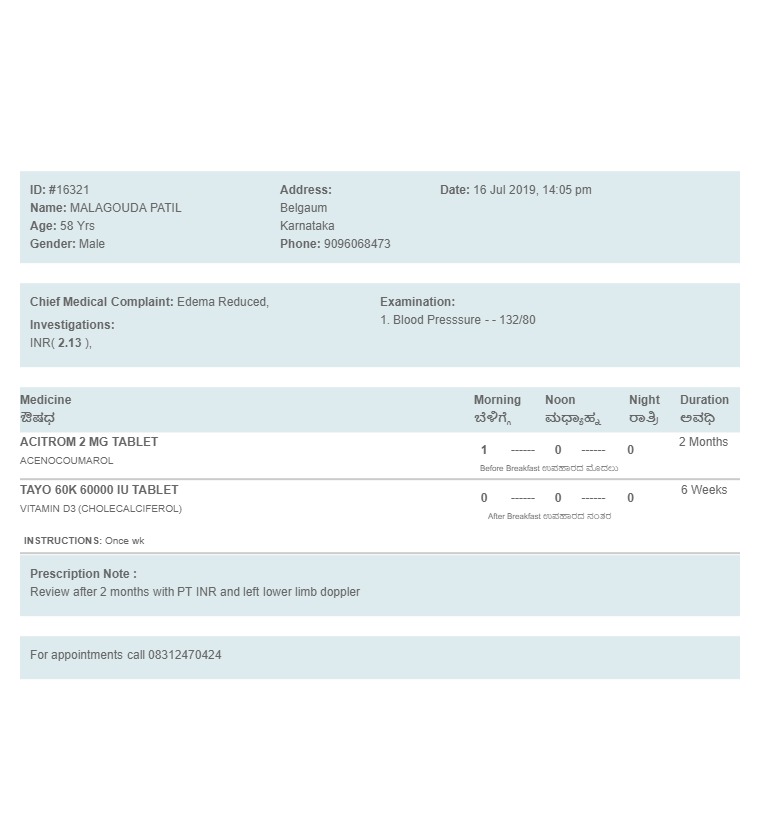 ID: #16321
Name: MALAGOUDA PATIL
Age: 58 Yrs
Gender: Male
Address:
Belgaum
Karnataka
Phone: 9096068473
Date: 16 Jul 2019, 14:05 pm
Chief Medical Complaint: Edema Reduced,
Investigations:
INR( 2.13 ),
Examination:
1. Blood Presssure - - 132/80
Medicine Morning Noon Night Duration
ಔಷಧ ಬೆಳಿಗ್ಗೆ ಮಧ್ಯಾಹ್ನ ರಾತ್ರಿ ಅವಧಿ
ACITROM 2 MG TABLET 2 Months
1 ------ 0 ------ 0
ACENOCOUMAROL
Before Breakfast ಉಪಹಾರದ ಮೊದಲು
TAYO 60K 60000 IU TABLET 6 Weeks
0 ------ 0 ------ 0
VITAMIN D3 (CHOLECALCIFEROL)
After Breakfast ಉಪಹಾರದ ನಂತರ
INSTRUCTIONS: Once wk
Prescription Note :
Review after 2 months with PT INR and left lower limb doppler
For appointments call 08312470424